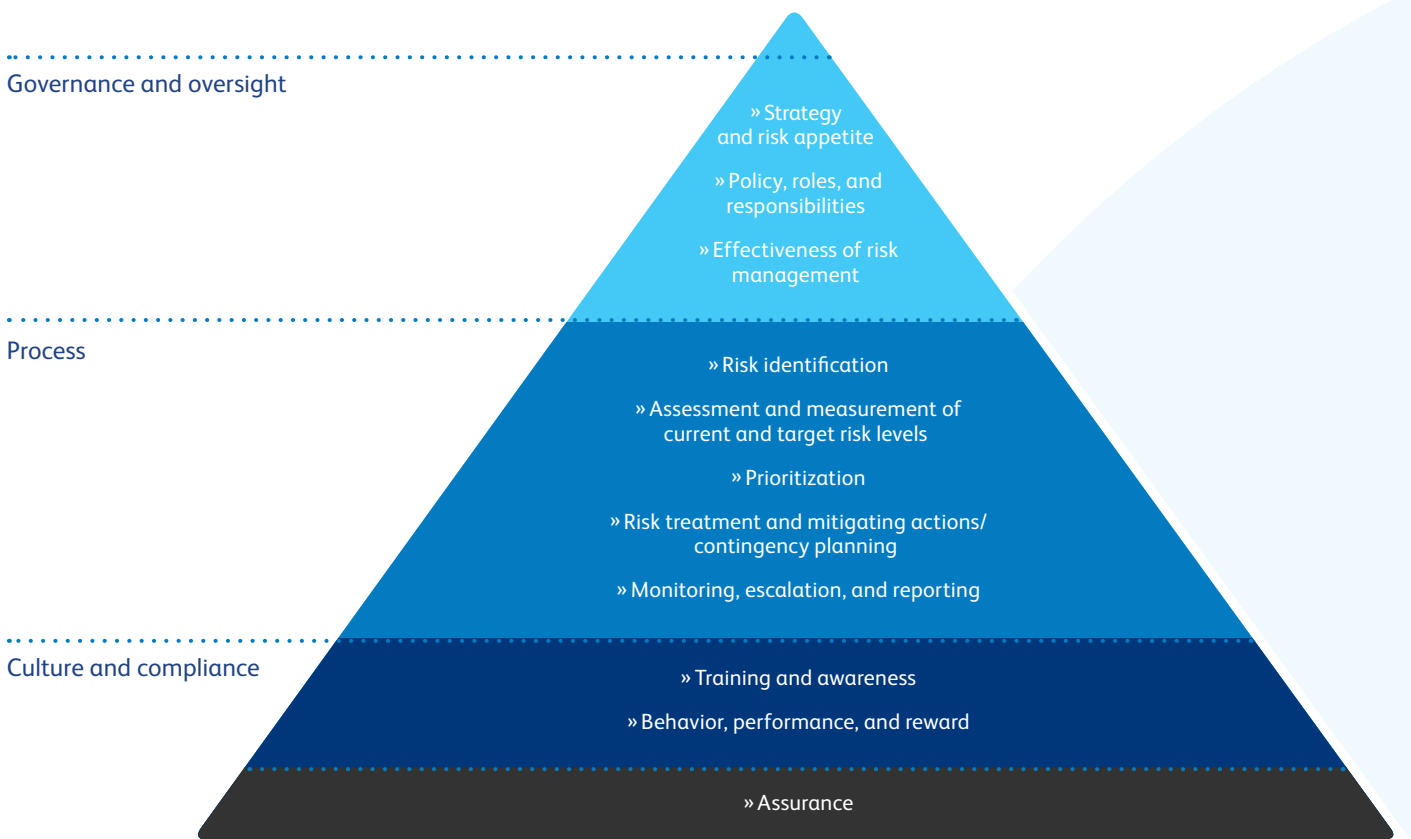 Governance and oversight
» Strategy
and risk appetite
» Policy, roles, and
responsibilities
» Effectiveness of risk
management
Process
» Risk identification
» Assessment and measurement of
current and target risk levels
» Prioritization
» Risk treatment and mitigating actions/
contingency planning
» Monitoring, escalation, and reporting
Culture and compliance
» Training and awareness
» Behavior, performance, and reward
» Assurance